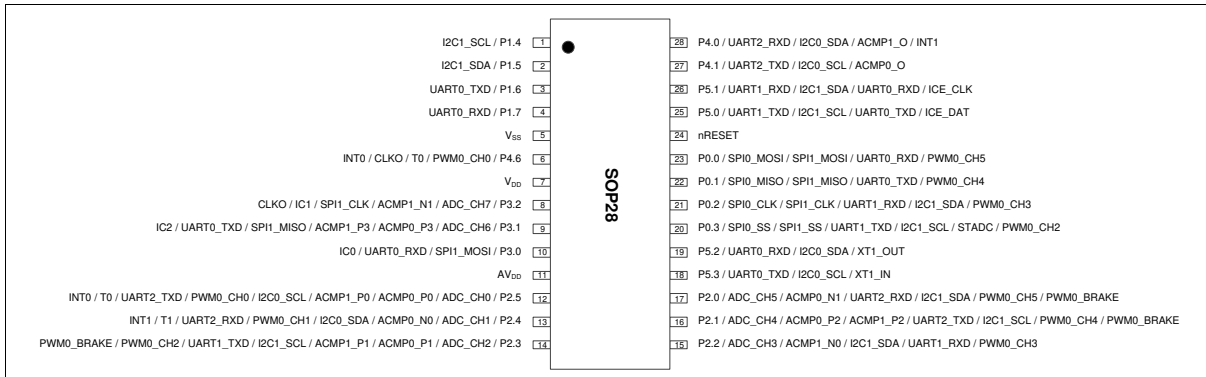 I2C1_SCL / P1.4 1
I2C1_SDA / P1.5 2
UART0_TXD / P1.6 3
UART0_RXD / P1.7 4
VSS 5
INT0 / CLKO / T0 / PWM0_CH0 / P4.6 6
VDD 7
CLKO / IC1 / SPI1_CLK / ACMP1_N1 / ADC_CH7 / P3.2 8
IC2 / UART0_TXD / SPI1_MISO / ACMP1_P3 / ACMP0_P3 / ADC_CH6 / P3.1 9
IC0 / UART0_RXD / SPI1_MOSI / P3.0 10
AVDD 11
INT0 / T0 / UART2_TXD / PWM0_CH0 / I2C0_SCL / ACMP1_P0 / ACMP0_P0 / ADC_CH0 / P2.5 12
INT1 / T1 / UART2_RXD / PWM0_CH1 / I2C0_SDA / ACMP0_N0 / ADC_CH1 / P2.4 13
PWM0_BRAKE / PWM0_CH2 / UART1_TXD / I2C1_SCL / ACMP1_P1 / ACMP0_P1 / ADC_CH2 / P2.3 14
SOP28
28 P4.0 / UART2_RXD / I2C0_SDA / ACMP1_O / INT1
27 P4.1 / UART2_TXD / I2C0_SCL / ACMP0_O
26 P5.1 / UART1_RXD / I2C1_SDA / UART0_RXD / ICE_CLK
25 P5.0 / UART1_TXD / I2C1_SCL / UART0_TXD / ICE_DAT
24 nRESET
23 P0.0 / SPI0_MOSI / SPI1_MOSI / UART0_RXD / PWM0_CH5
22 P0.1 / SPI0_MISO / SPI1_MISO / UART0_TXD / PWM0_CH4
21 P0.2 / SPI0_CLK / SPI1_CLK / UART1_RXD / I2C1_SDA / PWM0_CH3
20 P0.3 / SPI0_SS / SPI1_SS / UART1_TXD / I2C1_SCL / STADC / PWM0_CH2
19 P5.2 / UART0_RXD / I2C0_SDA / XT1_OUT
18 P5.3 / UART0_TXD / I2C0_SCL / XT1_IN
17 P2.0 / ADC_CH5 / ACMP0_N1 / UART2_RXD / I2C1_SDA / PWM0_CH5 / PWM0_BRAKE
16 P2.1 / ADC_CH4 / ACMP0_P2 / ACMP1_P2 / UART2_TXD / I2C1_SCL / PWM0_CH4 / PWM0_BRAKE
15 P2.2 / ADC_CH3 / ACMP1_N0 / I2C1_SDA / UART1_RXD / PWM0_CH3